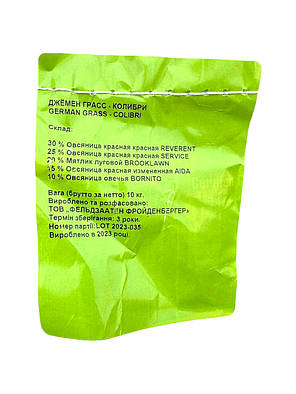 ДЖЁМЕН ГРАСС - КОЛИБРИ
GERMAN GRASS - COLIBRI
Склад:
30 % Овсяница красная красная REVERENT
25 % Овсяница красная красная SERVICE
20 % Мятлик луговой BROOKLAWN
15 % Овсяница красная измененная AIDA
10 % Овсяница овечья BORNITO
Вага (брутто за нетто) 10 кг.
Вироблено та розфасовано:
ТОВ „ФЕЛЬДЗААТЕН ФРОЙДЕНБЕРГЕР"
Термін зберігання: 3 роки.
Номер партії: LOT 2023-035
Вироблено в 2023 році.